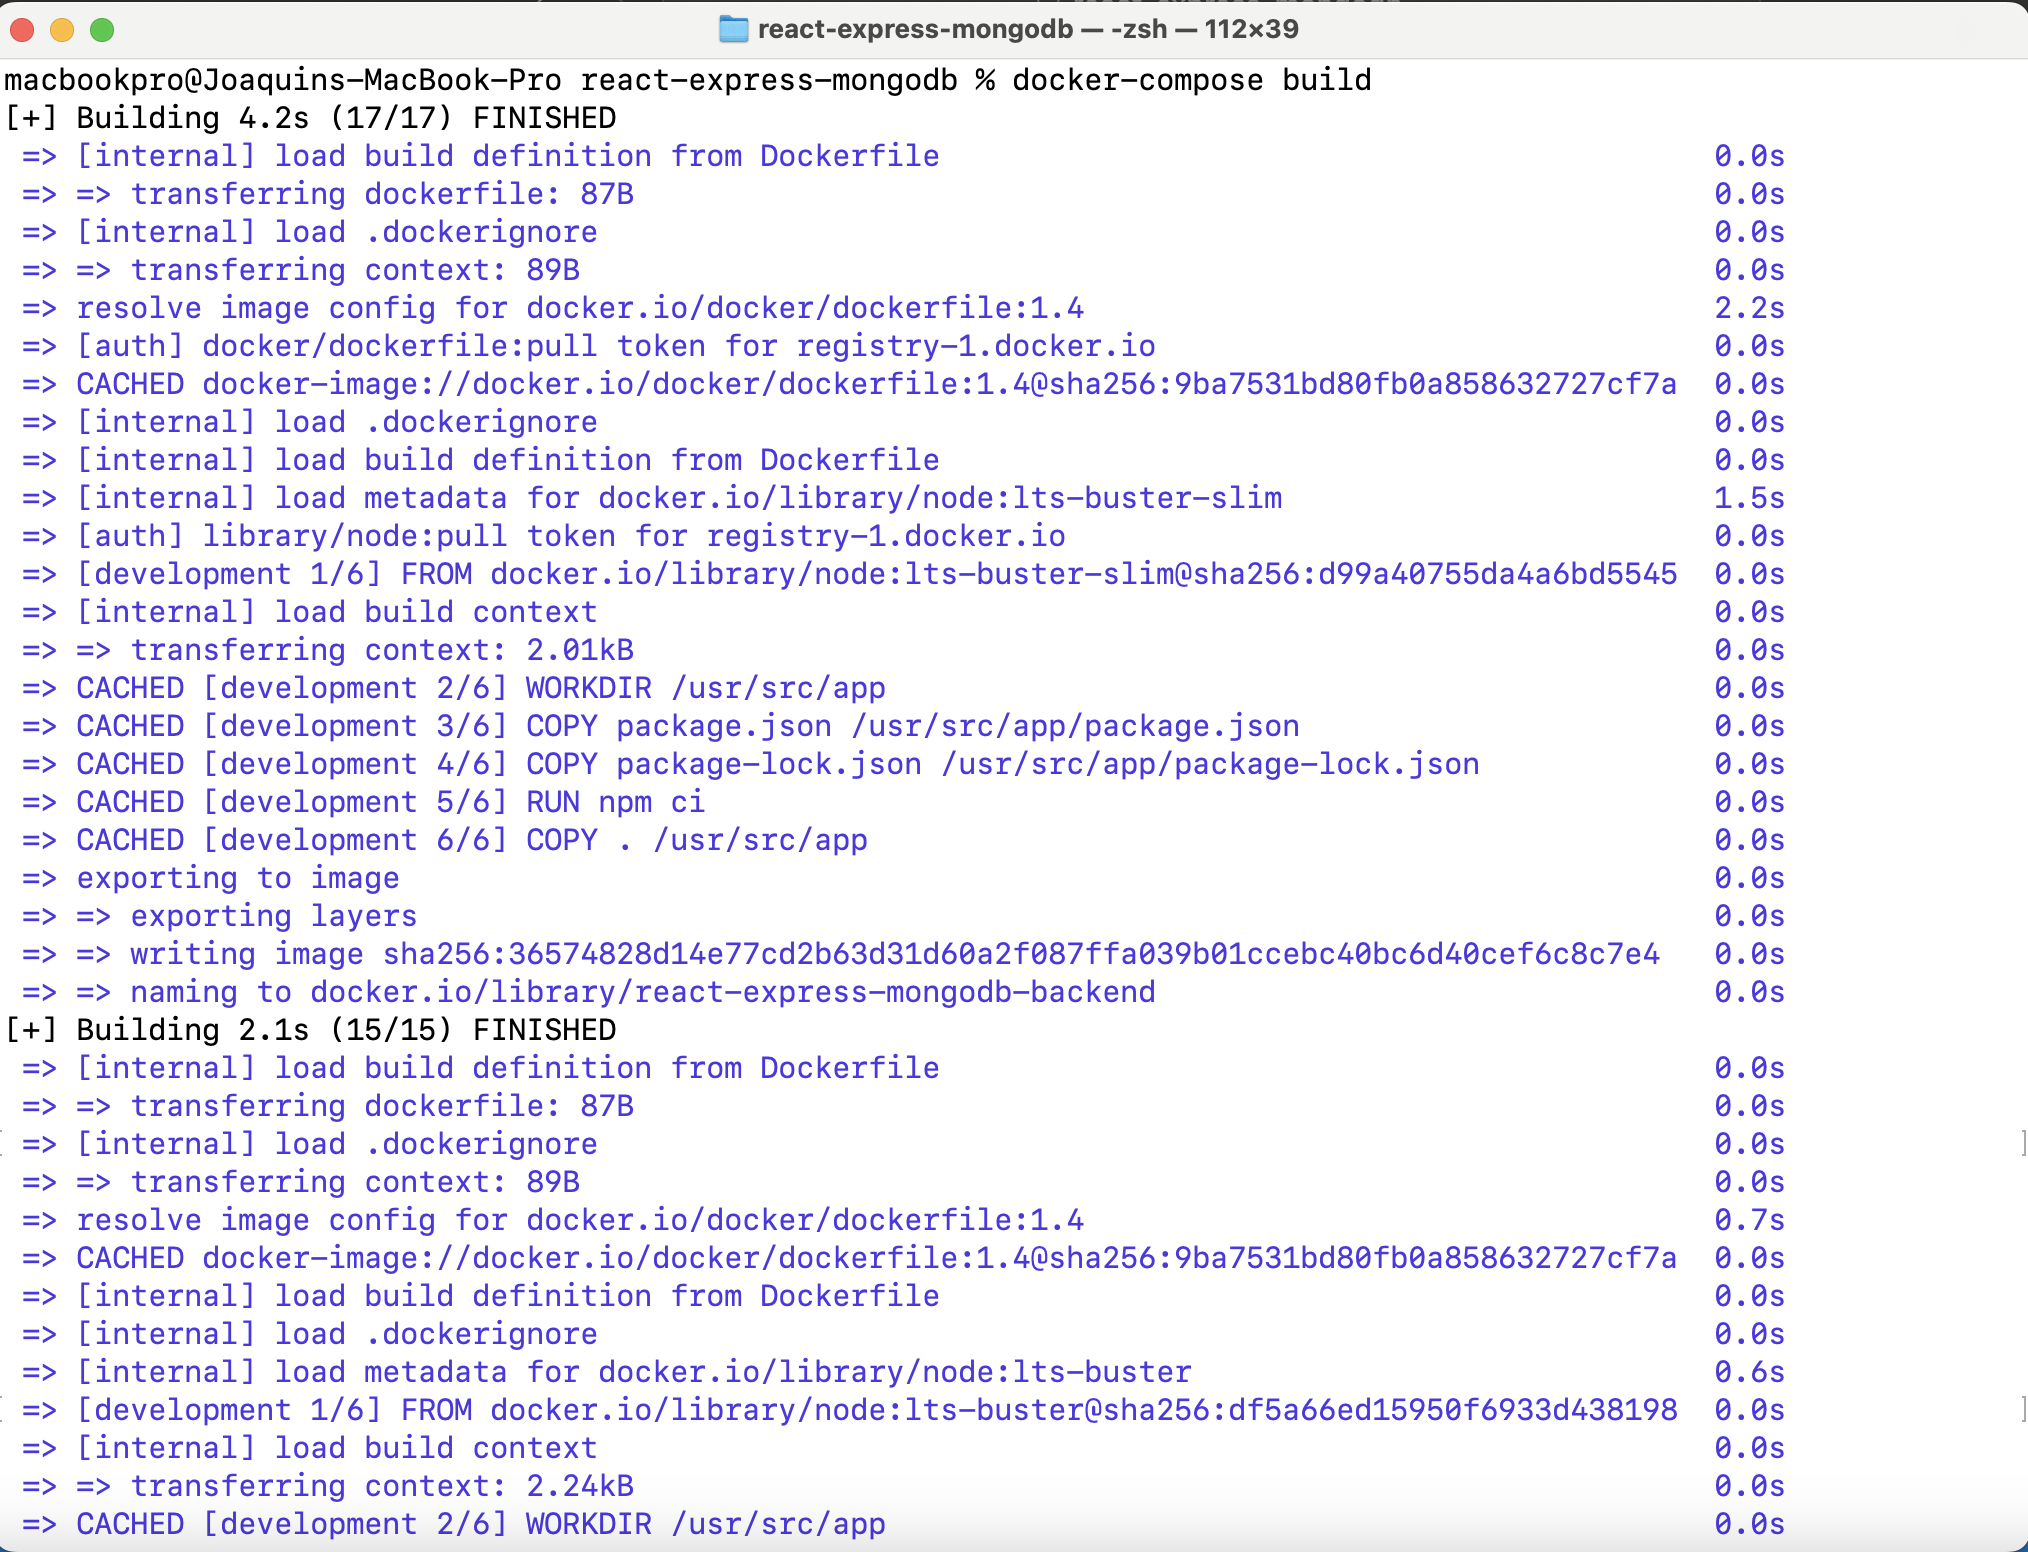 react-express-mongodb — -zsh — 112×39
macbookpro@Joaquins-MacBook-Pro react-express-mongodb % docker-compose build
[+] Building 4.2s (17/17) FINISHED
=> [internal] load build definition from Dockerfile 0.0s
=> => transferring dockerfile: 87B 0.0s
=> [internal] load .dockerignore 0.0s
=> => transferring context: 89B 0.0s
=> resolve image config for docker.io/docker/dockerfile:1.4 2.2s
=> [auth] docker/dockerfile:pull token for registry-1.docker.io 0.0s
=> CACHED docker-image://docker.io/docker/dockerfile:1.4@sha256:9ba7531bd80fb0a858632727cf7a 0.0s
=> [internal] load .dockerignore 0.0s
=> [internal] load build definition from Dockerfile 0.0s
=> [internal] load metadata for docker.io/library/node:lts-buster-slim 1.5s
=> [auth] library/node:pull token for registry-1.docker.io 0.0s
=> [development 1/6] FROM docker.io/library/node:lts-buster-slim@sha256:d99a40755da4a6bd5545 0.0s
=> [internal] load build context 0.0s
=> => transferring context: 2.01kB 0.0s
=> CACHED [development 2/6] WORKDIR /usr/src/app 0.0s
=> CACHED [development 3/6] COPY package.json /usr/src/app/package.json 0.0s
=> CACHED [development 4/6] COPY package-lock.json /usr/src/app/package-lock.json 0.0s
=> CACHED [development 5/6] RUN npm ci 0.0s
=> CACHED [development 6/6] COPY . /usr/src/app 0.0s
=> exporting to image 0.0s
=> => exporting layers 0.0s
=> => writing image sha256:36574828d14e77cd2b63d31d60a2f087ffa039b01ccebc40bc6d40cef6c8c7e4 0.0s
=> => naming to docker.io/library/react-express-mongodb-backend 0.0s
[+] Building 2.1s (15/15) FINISHED
=> [internal] load build definition from Dockerfile 0.0s
=> => transferring dockerfile: 87B 0.0s
=> [internal] load .dockerignore 0.0s
=> => transferring context: 89B 0.0s
=> resolve image config for docker.io/docker/dockerfile:1.4 0.7s
=> CACHED docker-image://docker.io/docker/dockerfile:1.4@sha256:9ba7531bd80fb0a858632727cf7a 0.0s
=> [internal] load build definition from Dockerfile 0.0s
=> [internal] load .dockerignore 0.0s
=> [internal] load metadata for docker.io/library/node:lts-buster 0.6s
=> [development 1/6] FROM docker.io/library/node:lts-buster@sha256:df5a66ed15950f6933d438198 0.0s
=> [internal] load build context 0.0s
=> => transferring context: 2.24kB 0.0s
=> CACHED [development 2/6] WORKDIR /usr/src/app 0.0s